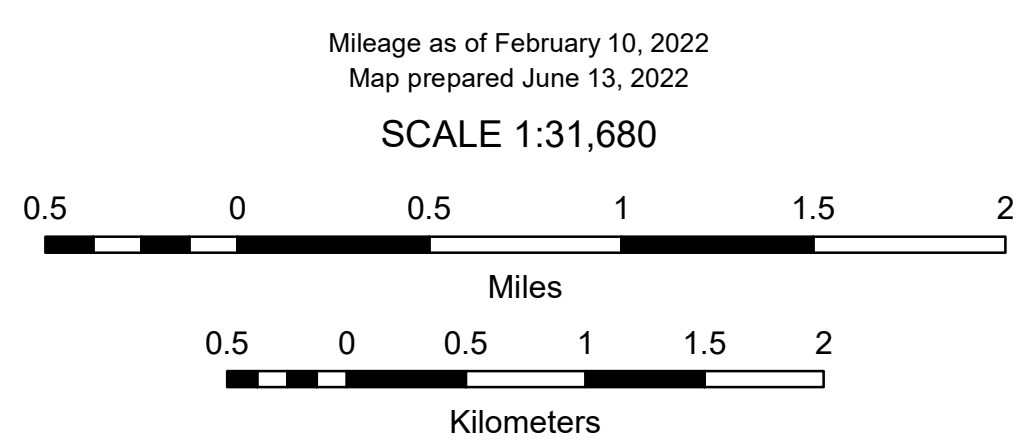 Mileage as of February 10, 2022
Map prepared June 13, 2022
SCALE 1:31,680
0.5 0 0.5 1 1.5 2
Miles
0.5 0 0.5 1 1.5 2
Kilometers